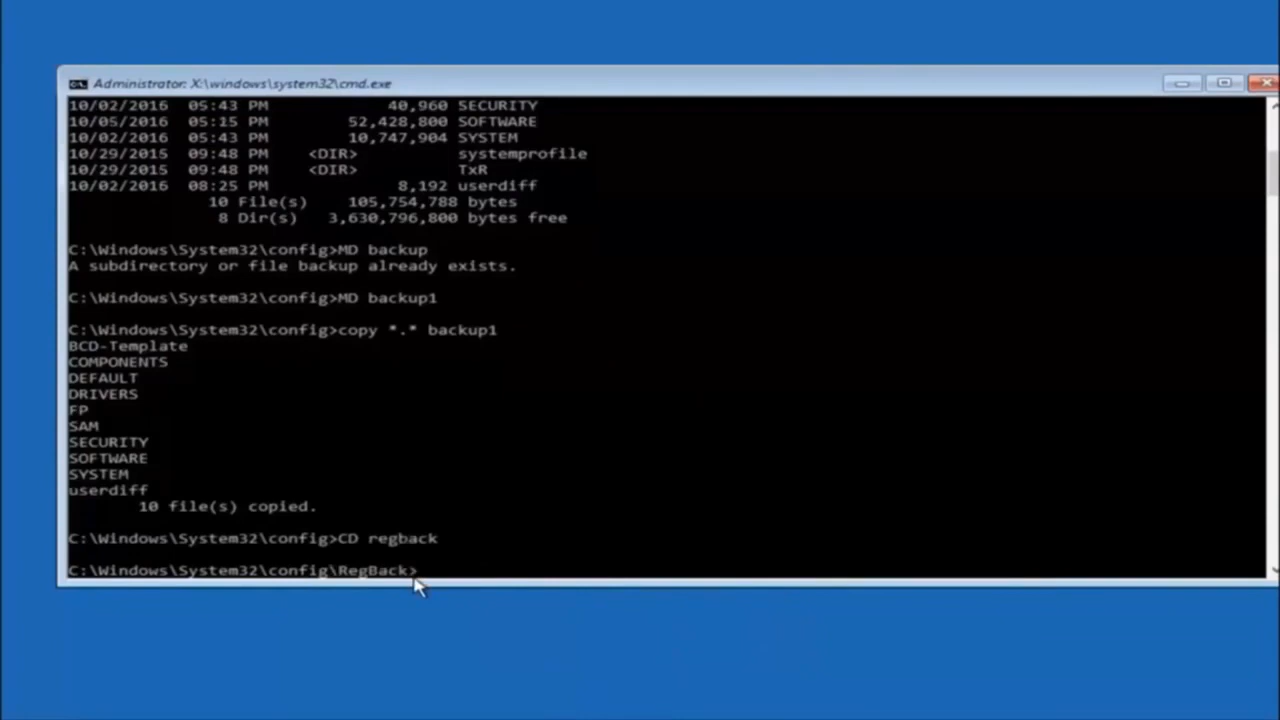 Administrator: X:\windows\system32\cmd.exe
10/02/2016  05:43 PM            40,960 SECURITY
10/05/2016  05:15 PM        52,428,800 SOFTWARE
10/02/2016  05:43 PM        10,747,904 SYSTEM
10/29/2015  09:48 PM    <DIR>          systemprofile
10/29/2015  09:48 PM    <DIR>          TxR
10/02/2016  08:25 PM             8,192 userdiff
10 File(s)    105,754,788 bytes
8 Dir(s)  3,630,796,800 bytes free
C:\Windows\System32\config>MD backup
A subdirectory or file backup already exists.
C:\Windows\System32\config>MD backup1
C:\Windows\System32\config>copy *.* backup1
BCD-Template
COMPONENTS
DEFAULT
DRIVERS
FP
SAM
SECURITY
SOFTWARE
SYSTEM
userdiff
10 file(s) copied.
C:\Windows\System32\config>CD regback
C:\Windows\System32\config\RegBack>